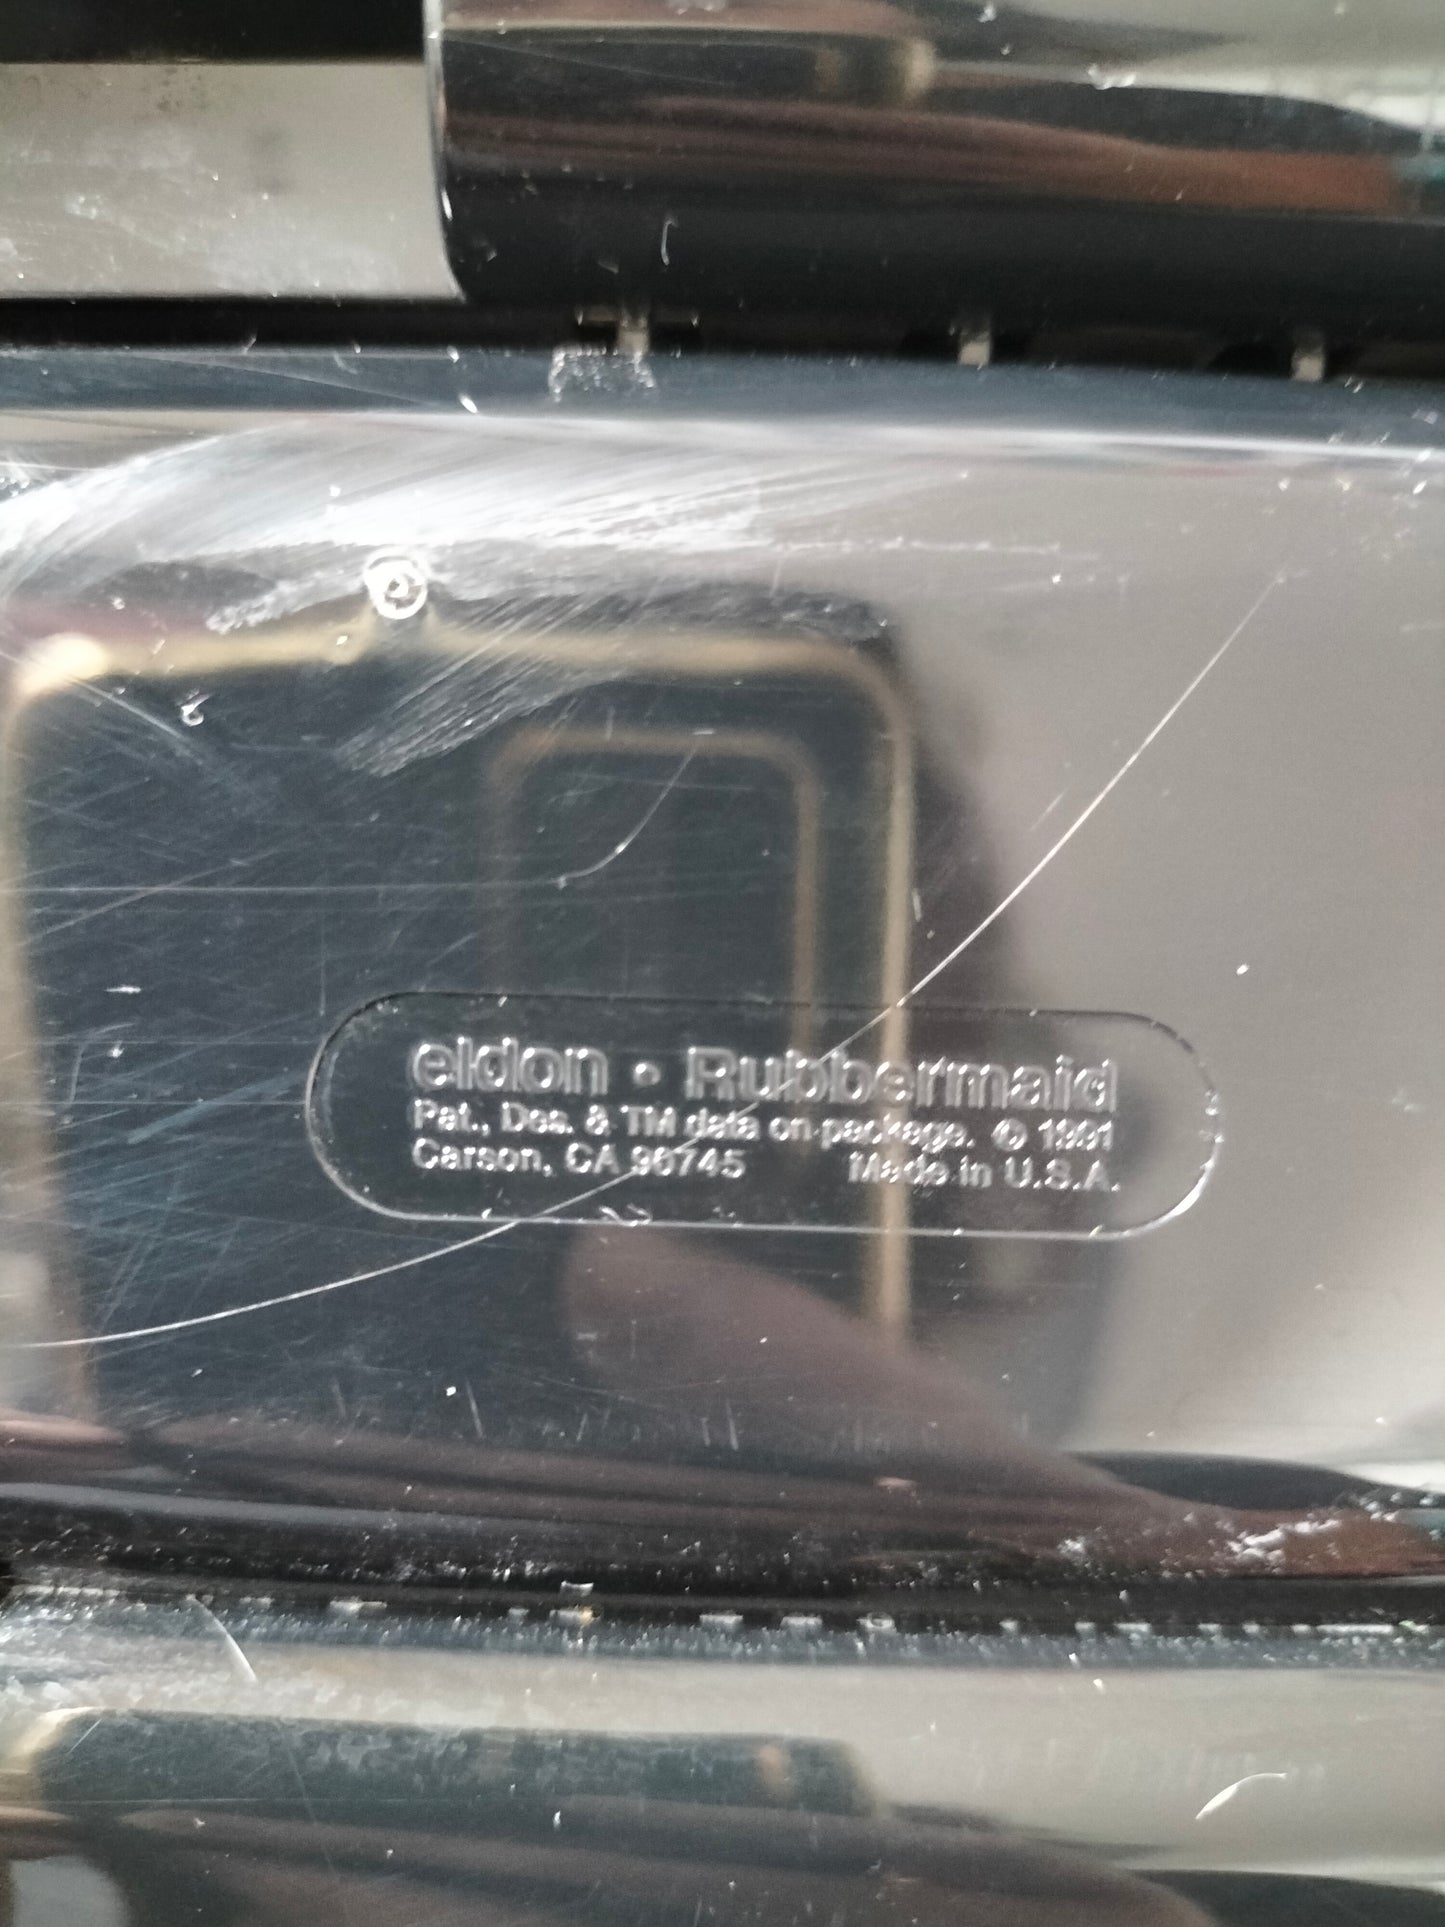 eldon • Rubbermaid
Pat., Des. & TM data on package. © 1991
Carson, CA 90745 Made in U.S.A.